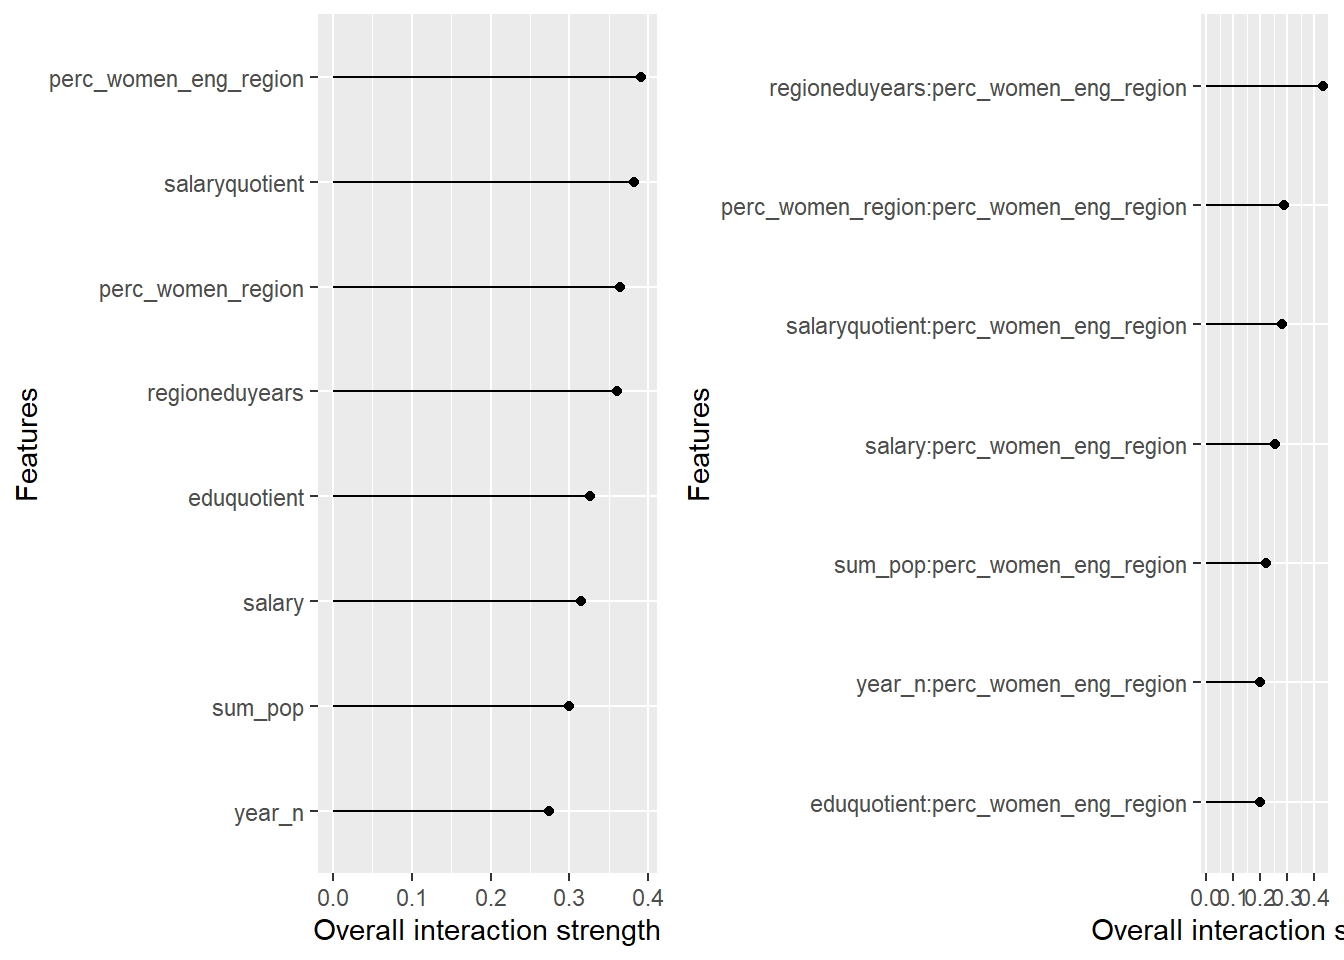 Features
perc_women_eng_region
salaryquotient
perc_women_region
regioneduyears
eduquotient
salary
sum_pop
year_n
0.0 0.1 0.2 0.3 0.4
Overall interaction strength
Features
regioneduyears:perc_women_eng_region
perc_women_region:perc_women_eng_region
salaryquotient:perc_women_eng_region
salary:perc_women_eng_region
sum_pop:perc_women_eng_region
year_n:perc_women_eng_region
eduquotient:perc_women_eng_region
0.0 0.1 0.2 0.3 0.4
Overall interaction s